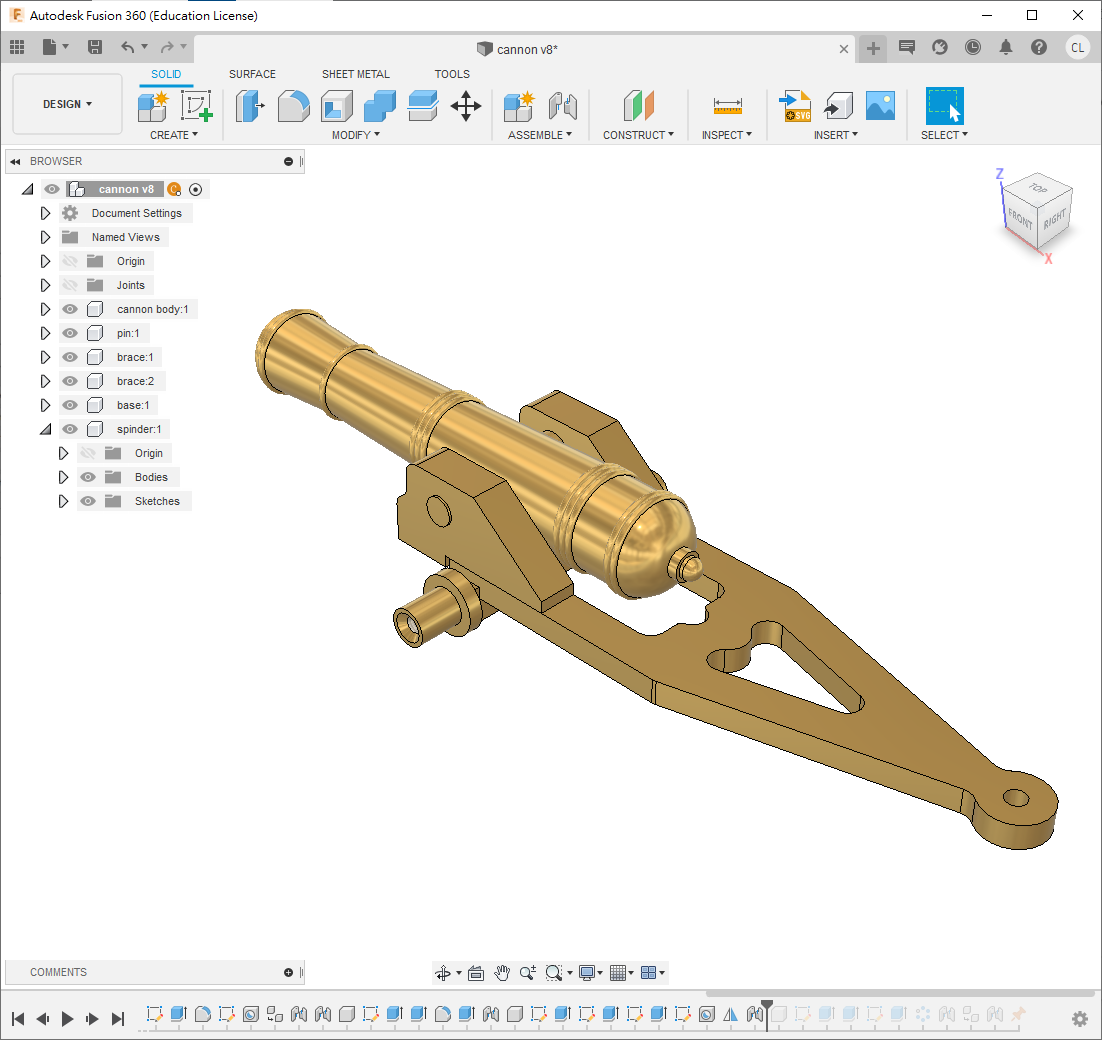 Autodesk Fusion 360 (Education License)
cannon v8*
CL
DESIGN
SOLID SURFACE SHEET METAL TOOLS
SVG
CREATE MODIFY ASSEMBLE CONSTRUCT INSPECT INSERT SELECT
BROWSER
cannon v8
Document Settings
Named Views
Origin
Joints
cannon body:1
pin:1
brace:1
brace:2
base:1
spinder:1
Origin
Bodies
Sketches
Z
TOP
FRONT RIGHT
X
COMMENTS